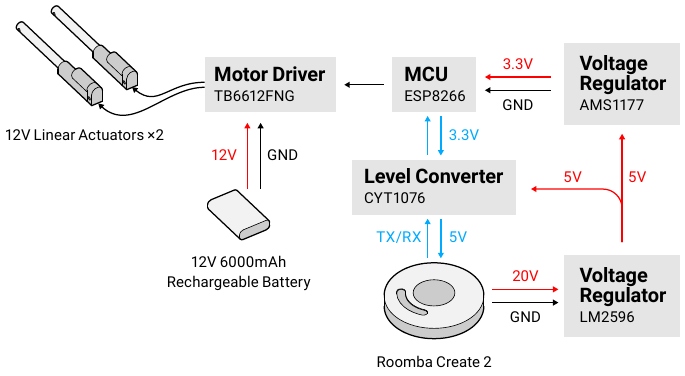 Motor Driver
TB6612FNG
MCU
ESP8266
3.3V
GND
Voltage
Regulator
AMS1177
12V Linear Actuators ×2
12V
GND
3.3V
Level Converter
CYT1076
5V
5V
12V 6000mAh
Rechargeable Battery
TX/RX
5V
20V
GND
Voltage
Regulator
LM2596
Roomba Create 2